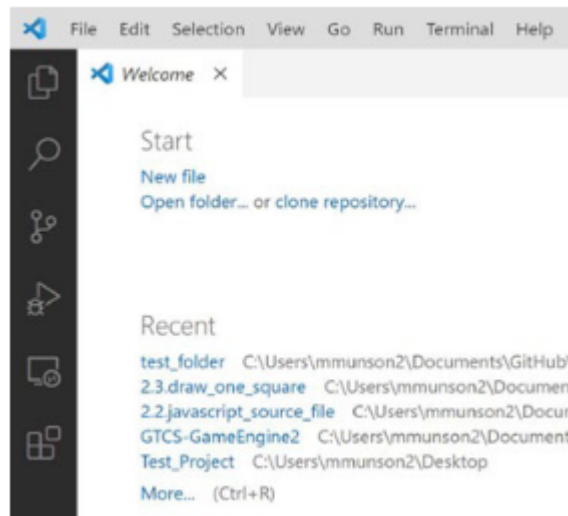 File Edit Selection View Go Run Terminal Help
Welcome
Start
New file
Open folder... or clone repository...
Recent
test_folder C:\Users\mmunson2\Documents\GitHub\
2.3.draw_one_square C:\Users\mmunson2\Documen
2.2.javascript_source_file C:\Users\mmunson2\Docum
GTCS-GameEngine2 C:\Users\mmunson2\Document
Test_Project C:\Users\mmunson2\Desktop
More... (Ctrl+R)